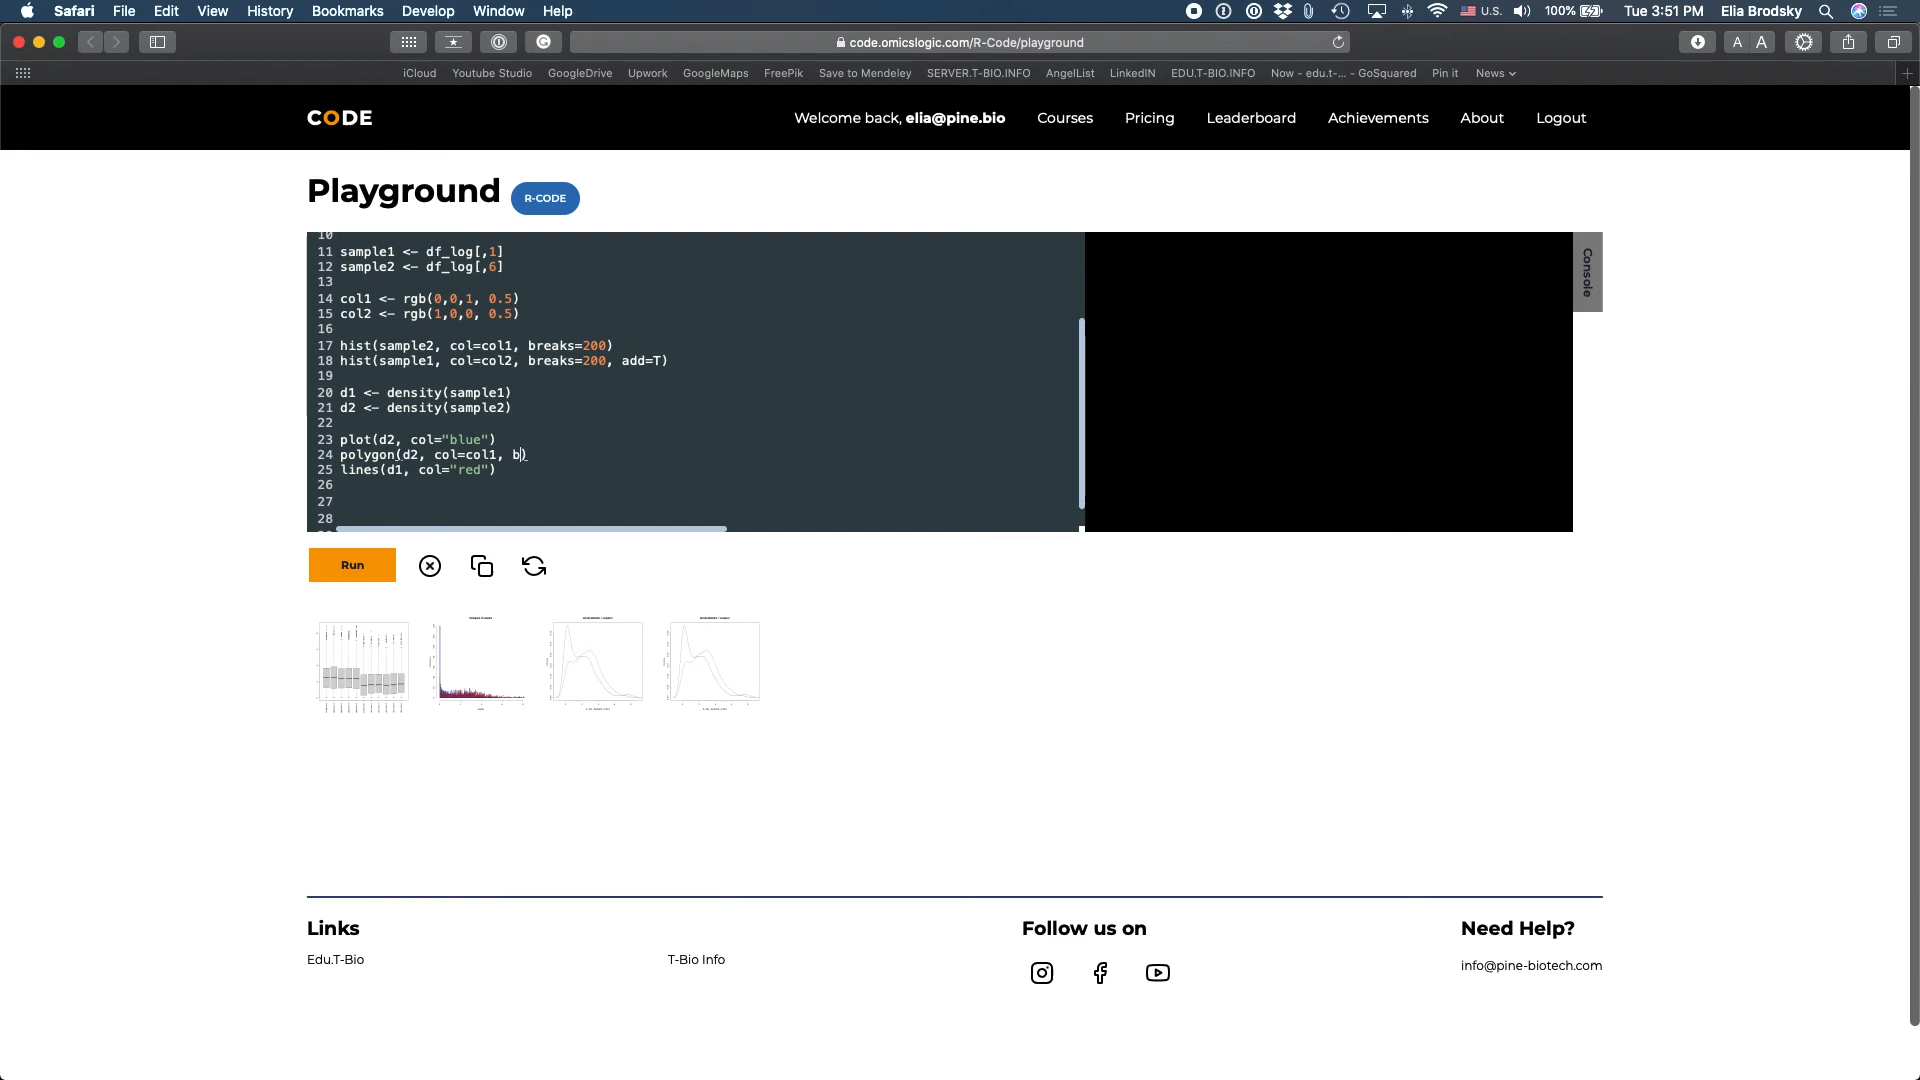 Safari File Edit View History Bookmarks Develop Window Help U.S. 100% Tue 3:51 PM Elia Brodsky
code.omicslogic.com/R-Code/playground A A
iCloud Youtube Studio GoogleDrive Upwork GoogleMaps FreePik Save to Mendeley SERVER.T-BIO.INFO AngelList LinkedIN EDU.T-BIO.INFO Now - edu.t-... - GoSquared Pin it News
CODE Welcome back, elia@pine.bio Courses Pricing Leaderboard Achievements About Logout
Playground R-CODE
10
11 sample1 <- df_log[,1]
12 sample2 <- df_log[,6]
13
14 col1 <- rgb(0,0,1, 0.5)
15 col2 <- rgb(1,0,0, 0.5)
16
17 hist(sample2, col=col1, breaks=200)
18 hist(sample1, col=col2, breaks=200, add=T)
19
20 d1 <- density(sample1)
21 d2 <- density(sample2)
22
23 plot(d2, col="blue")
24 polygon(d2, col=col1, b)
25 lines(d1, col="red")
26
27
28
Console
Run
Links
Edu.T-Bio
T-Bio Info
Follow us on
Need Help?
info@pine-biotech.com